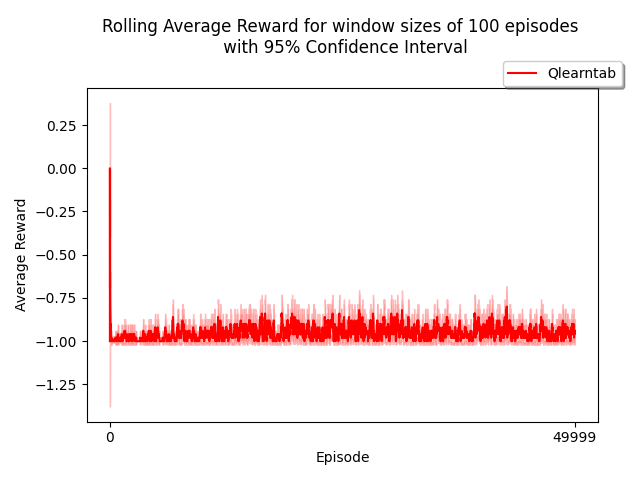 Rolling Average Reward for window sizes of 100 episodes
with 95% Confidence Interval
Qlearntab
0.25
0.00
−0.25
−0.50
−0.75
−1.00
−1.25
Average Reward
0
49999
Episode